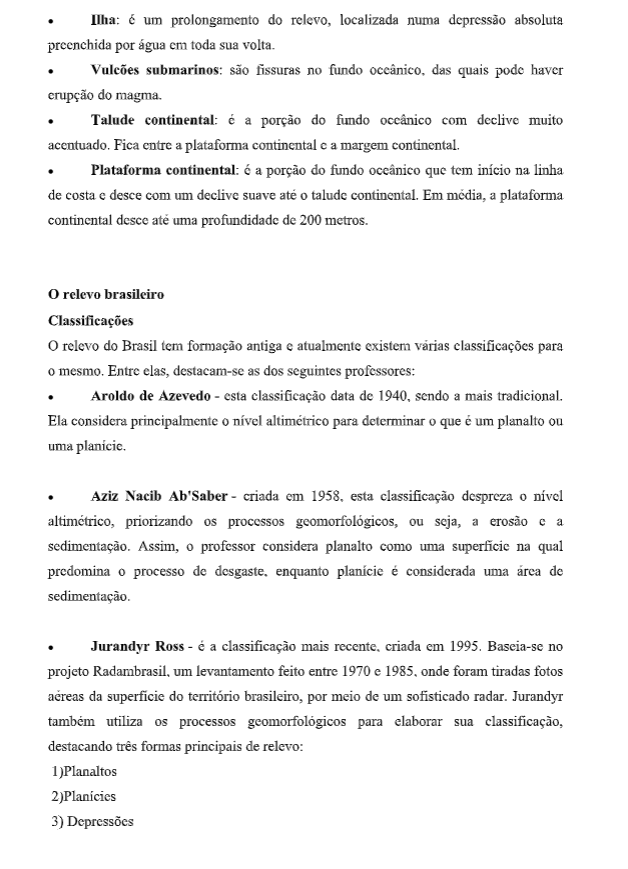 • Ilha: é um prolongamento do relevo, localizada numa depressão absoluta
preenchida por água em toda sua volta.
• Vulcões submarinos: são fissuras no fundo oceânico, das quais pode haver
erupção do magma.
• Talude continental: é a porção do fundo oceânico com declive muito
acentuado. Fica entre a plataforma continental e a margem continental.
• Plataforma continental: é a porção do fundo oceânico que tem início na linha
de costa e desce com um declive suave até o talude continental. Em média, a plataforma
continental desce até uma profundidade de 200 metros.
O relevo brasileiro
Classificações
O relevo do Brasil tem formação antiga e atualmente existem várias classificações para
o mesmo. Entre elas, destacam-se as dos seguintes professores:
• Aroldo de Azevedo - esta classificação data de 1940, sendo a mais tradicional.
Ela considera principalmente o nível altimétrico para determinar o que é um planalto ou
uma planície.
• Aziz Nacib Ab'Saber - criada em 1958, esta classificação despreza o nível
altimétrico, priorizando os processos geomorfológicos, ou seja, a erosão e a
sedimentação. Assim, o professor considera planalto como uma superfície na qual
predomina o processo de desgaste, enquanto planície é considerada uma área de
sedimentação.
• Jurandyr Ross - é a classificação mais recente, criada em 1995. Baseia-se no
projeto Radambrasil, um levantamento feito entre 1970 e 1985, onde foram tiradas fotos
aéreas da superfície do território brasileiro, por meio de um sofisticado radar. Jurandyr
também utiliza os processos geomorfológicos para elaborar sua classificação,
destacando três formas principais de relevo:
1)Planaltos
2)Planícies
3) Depressões